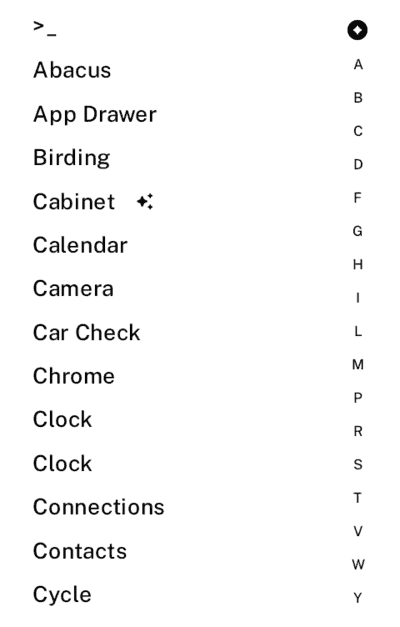 >_
Abacus
App Drawer
Birding
Cabinet
Calendar
Camera
Car Check
Chrome
Clock
Clock
Connections
Contacts
Cycle
A
B
C
D
F
G
H
I
L
M
P
R
S
T
V
W
Y